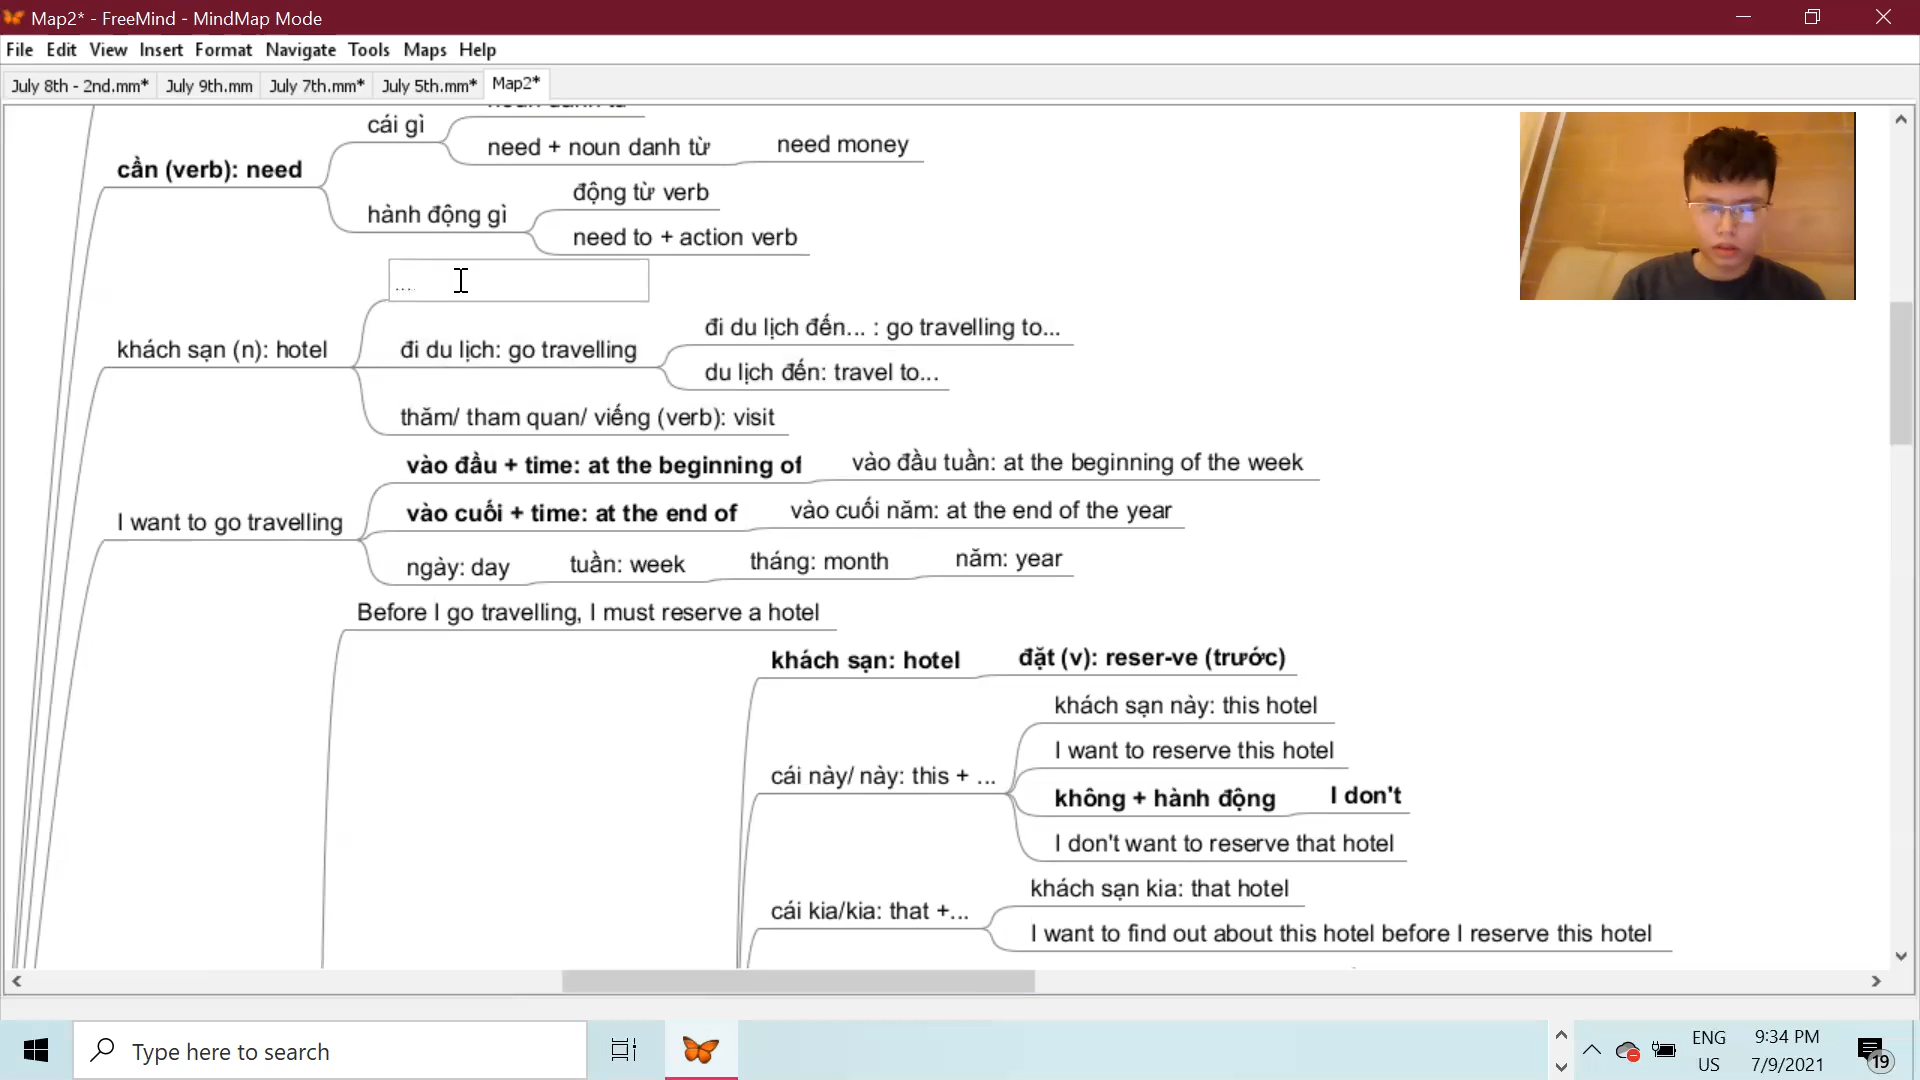 Map2* - FreeMind - MindMap Mode
File Edit View Insert Format Navigate Tools Maps Help
July 8th - 2nd.mm* July 9th.mm July 7th.mm* July 5th.mm* Map2*
cái gì
need + noun danh từ need money
cần (verb): need
động từ verb
hành động gì
need to + action verb
...
đi du lịch đến... : go travelling to...
khách sạn (n): hotel đi du lịch: go travelling
du lịch đến: travel to...
thăm/ tham quan/ viếng (verb): visit
vào đầu + time: at the beginning of vào đầu tuần: at the beginning of the week
I want to go travelling vào cuối + time: at the end of vào cuối năm: at the end of the year
ngày: day tuần: week tháng: month năm: year
Before I go travelling, I must reserve a hotel
khách sạn: hotel đặt (v): reser-ve (trước)
khách sạn này: this hotel
I want to reserve this hotel
cái này/ này: this + ...
không + hành động I don't
I don't want to reserve that hotel
khách sạn kia: that hotel
cái kia/kia: that +...
I want to find out about this hotel before I reserve this hotel
Type here to search
ENG
US
9:34 PM
7/9/2021
19